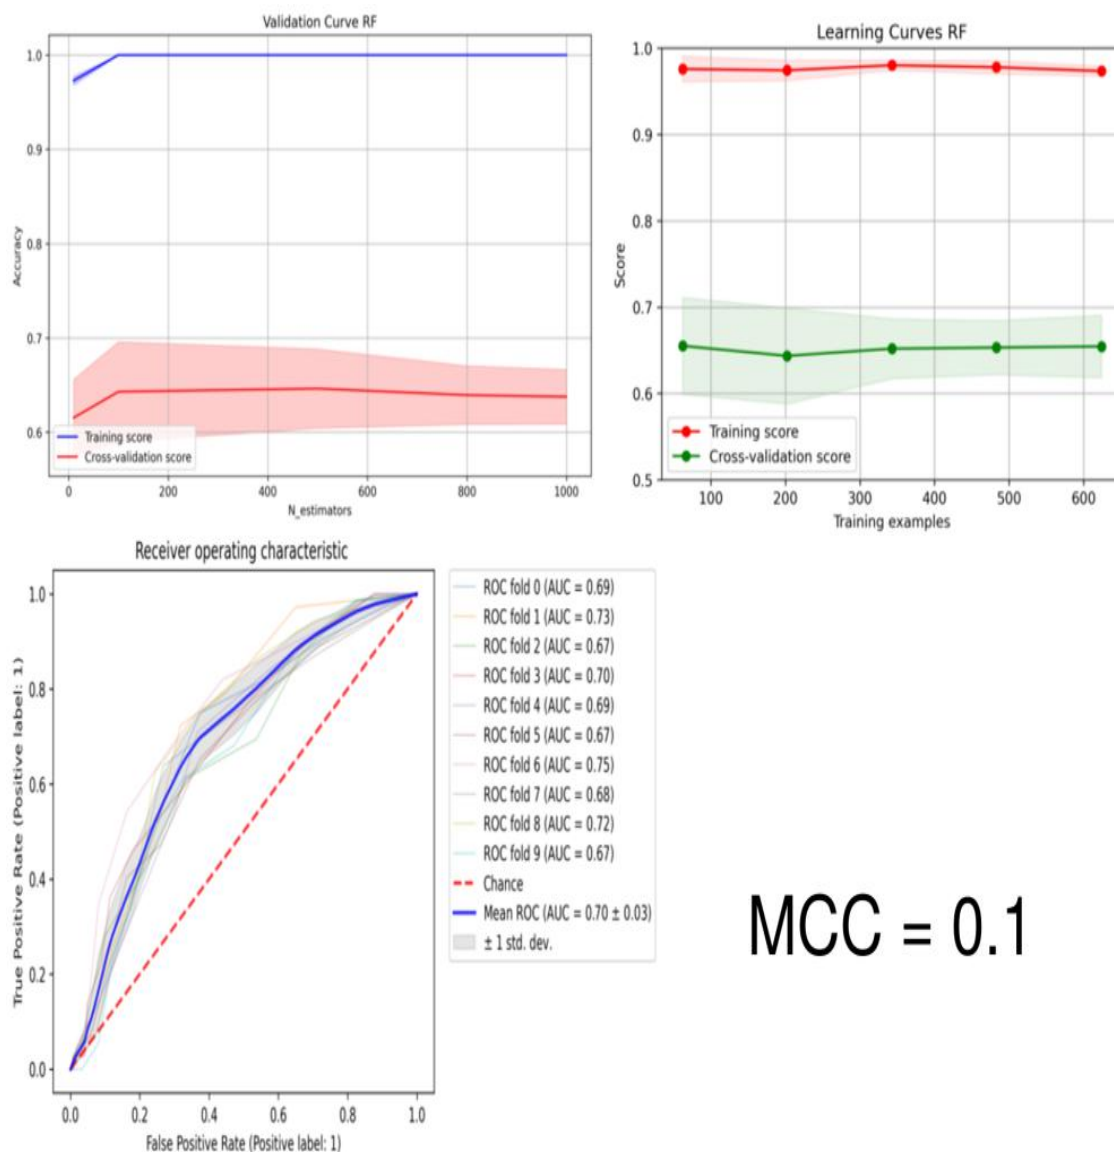 Validation Curve RF
1.0
0.9
0.8
0.7
0.6
Accuracy
Training score
Cross-validation score
0
200
400
600
800
1000
N_estimators
Learning Curves RF
1.0
0.9
0.8
0.7
0.6
0.5
Score
Training score
Cross-validation score
100
200
300
400
500
600
Training examples
Receiver operating characteristic
1.0
0.8
0.6
0.4
0.2
0.0
True Positive Rate (Positive label: 1)
0.0
0.2
0.4
0.6
0.8
1.0
False Positive Rate (Positive label: 1)
ROC fold 0 (AUC = 0.69)
ROC fold 1 (AUC = 0.73)
ROC fold 2 (AUC = 0.67)
ROC fold 3 (AUC = 0.70)
ROC fold 4 (AUC = 0.69)
ROC fold 5 (AUC = 0.67)
ROC fold 6 (AUC = 0.75)
ROC fold 7 (AUC = 0.68)
ROC fold 8 (AUC = 0.72)
ROC fold 9 (AUC = 0.67)
Chance
Mean ROC (AUC = 0.70 ± 0.03)
± 1 std. dev.
MCC = 0.1